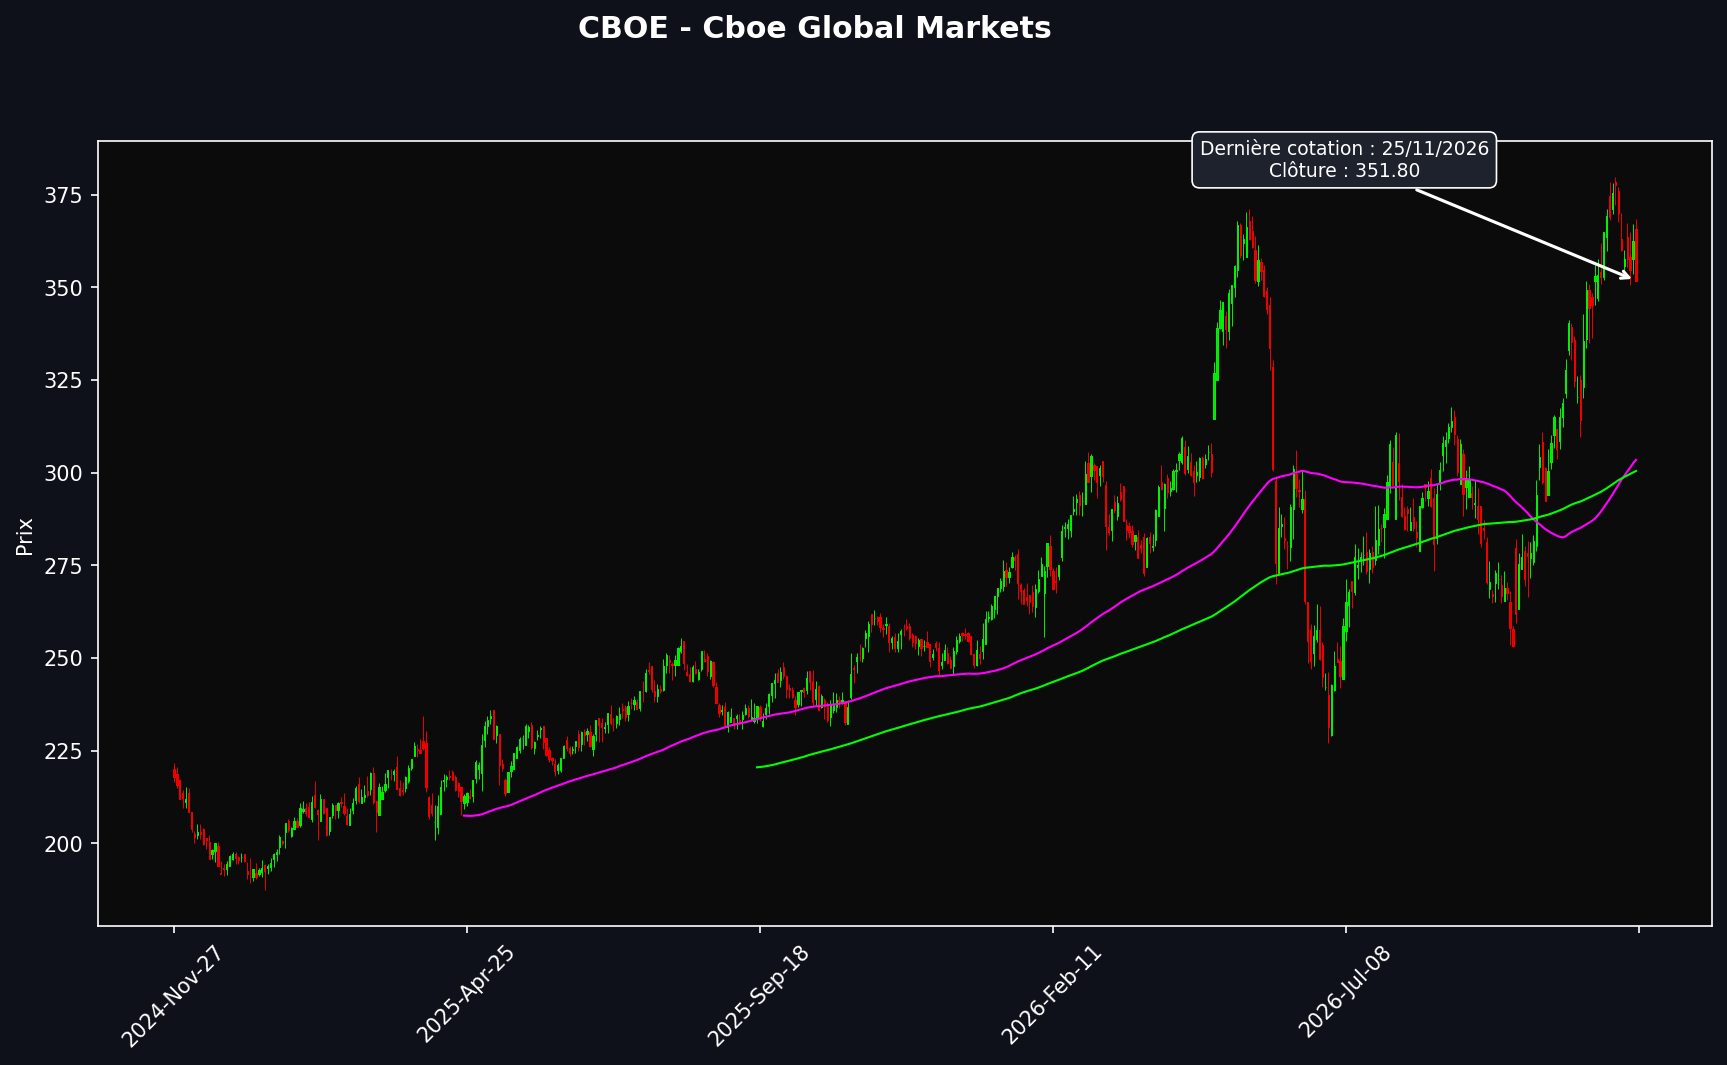 CBOE - Cboe Global Markets
Dernière cotation : 25/11/2026
Clôture : 351.80
Prix
375
350
325
300
275
250
225
200
2024-Nov-27
2025-Apr-25
2025-Sep-18
2026-Feb-11
2026-Jul-08